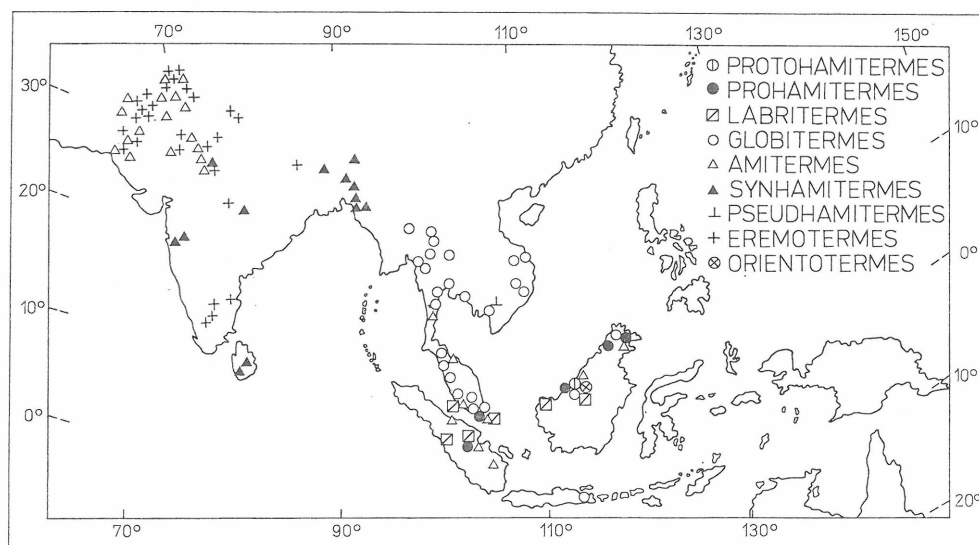 70° 90° 110° 130° 150°
30°
20°
10°
0°
10°
0°
10°
20°
PROTOHAMITERMES
PROHAMITERMES
LABRITERMES
GLOBITERMES
AMITERMES
SYNHAMITERMES
PSEUDHAMITERMES
EREMOTERMES
ORIENTOTERMES
70° 90° 110° 130°